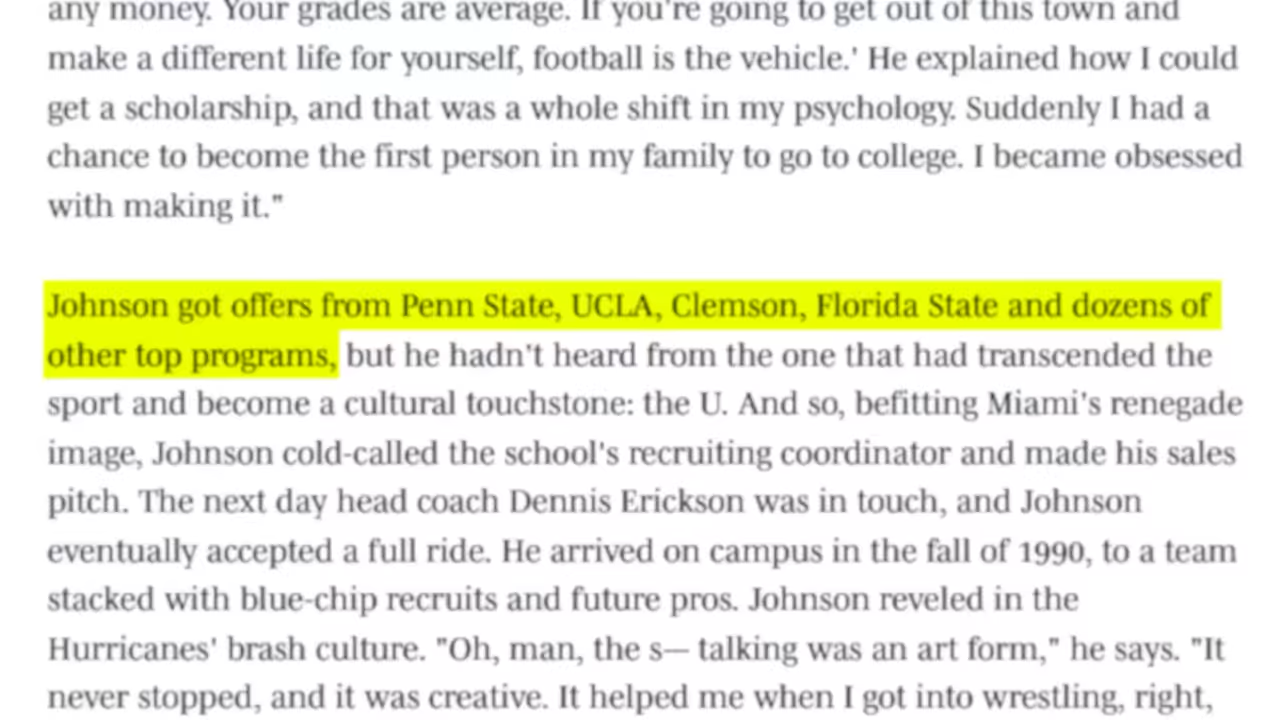 any money. Your grades are average. If you're going to get out of this town and
make a different life for yourself, football is the vehicle.' He explained how I could
get a scholarship, and that was a whole shift in my psychology. Suddenly I had a
chance to become the first person in my family to go to college. I became obsessed
with making it."
Johnson got offers from Penn State, UCLA, Clemson, Florida State and dozens of
other top programs, but he hadn't heard from the one that had transcended the
sport and become a cultural touchstone: the U. And so, befitting Miami's renegade
image, Johnson cold-called the school's recruiting coordinator and made his sales
pitch. The next day head coach Dennis Erickson was in touch, and Johnson
eventually accepted a full ride. He arrived on campus in the fall of 1990, to a team
stacked with blue-chip recruits and future pros. Johnson reveled in the
Hurricanes' brash culture. "Oh, man, the s— talking was an art form," he says. "It
never stopped, and it was creative. It helped me when I got into wrestling, right,